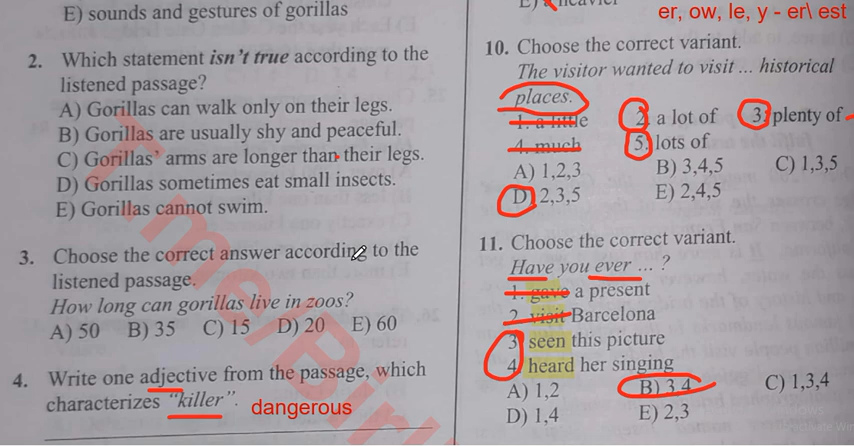 E) sounds and gestures of gorillas
2. Which statement isn't true according to the
listened passage?
A) Gorillas can walk only on their legs.
B) Gorillas are usually shy and peaceful.
C) Gorillas' arms are longer than their legs.
D) Gorillas sometimes eat small insects.
E) Gorillas cannot swim.
3. Choose the correct answer according to the
listened passage.
How long can gorillas live in zoos?
A) 50 B) 35 C) 15 D) 20 E) 60
4. Write one adjective from the passage, which
characterizes "killer". dangerous
er, ow, le, y - er\ est
10. Choose the correct variant.
The visitor wanted to visit ... historical
places.
1. a little 2. a lot of 3. plenty of
4. much 5. lots of
A) 1,2,3 B) 3,4,5 C) 1,3,5
D) 2,3,5 E) 2,4,5
11. Choose the correct variant.
Have you ever ... ?
1. gave a present
2. visit Barcelona
3. seen this picture
4. heard her singing
A) 1,2 B) 3,4 C) 1,3,4
D) 1,4 E) 2,3